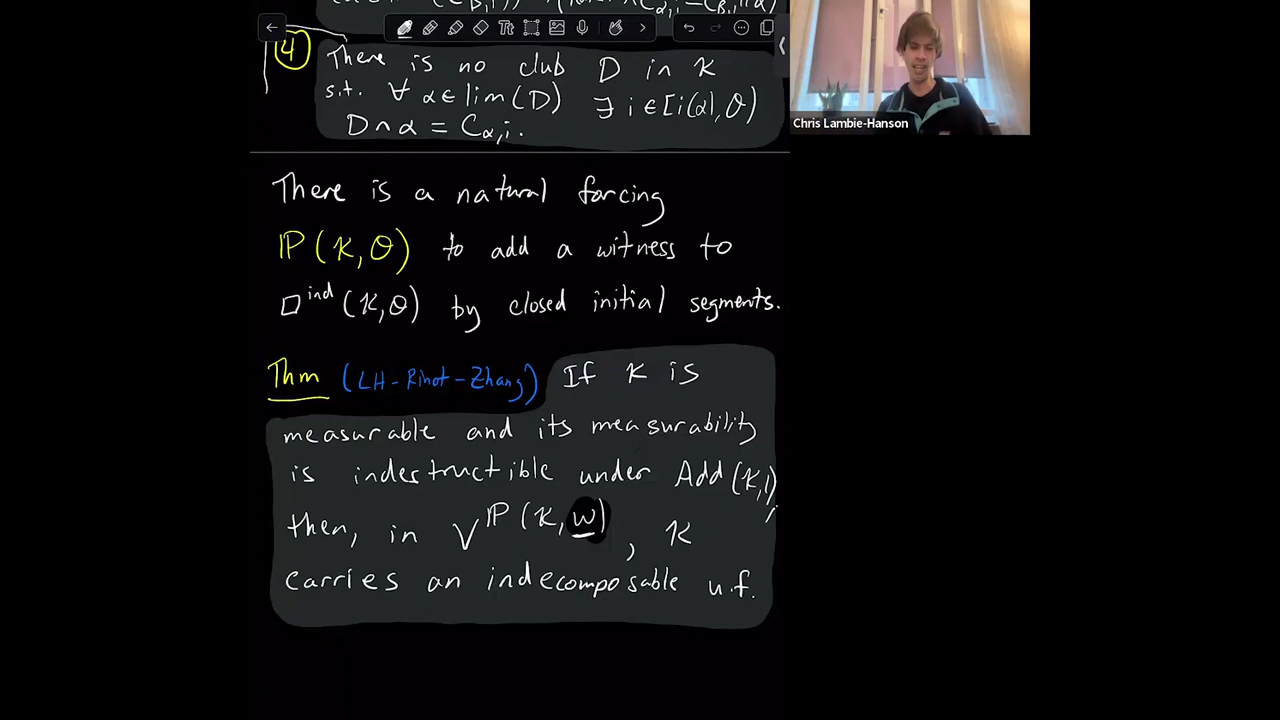 ④ There is no club D in κ
s.t. ∀ α ∈ lim(D) ∃ i ∈ [i(α), θ)
D ∩ α = C_{α,i}.
There is a natural forcing
ℙ(κ, θ) to add a witness to
□^{ind}(κ, θ) by closed initial segments.
Thm (LH-Rinot-Zhang) If κ is
measurable and its measurability
is indestructible under Add(κ,1),
then, in V^{ℙ(κ, ω)}, κ
carries an indecomposable u.f.
Chris Lambie-Hanson